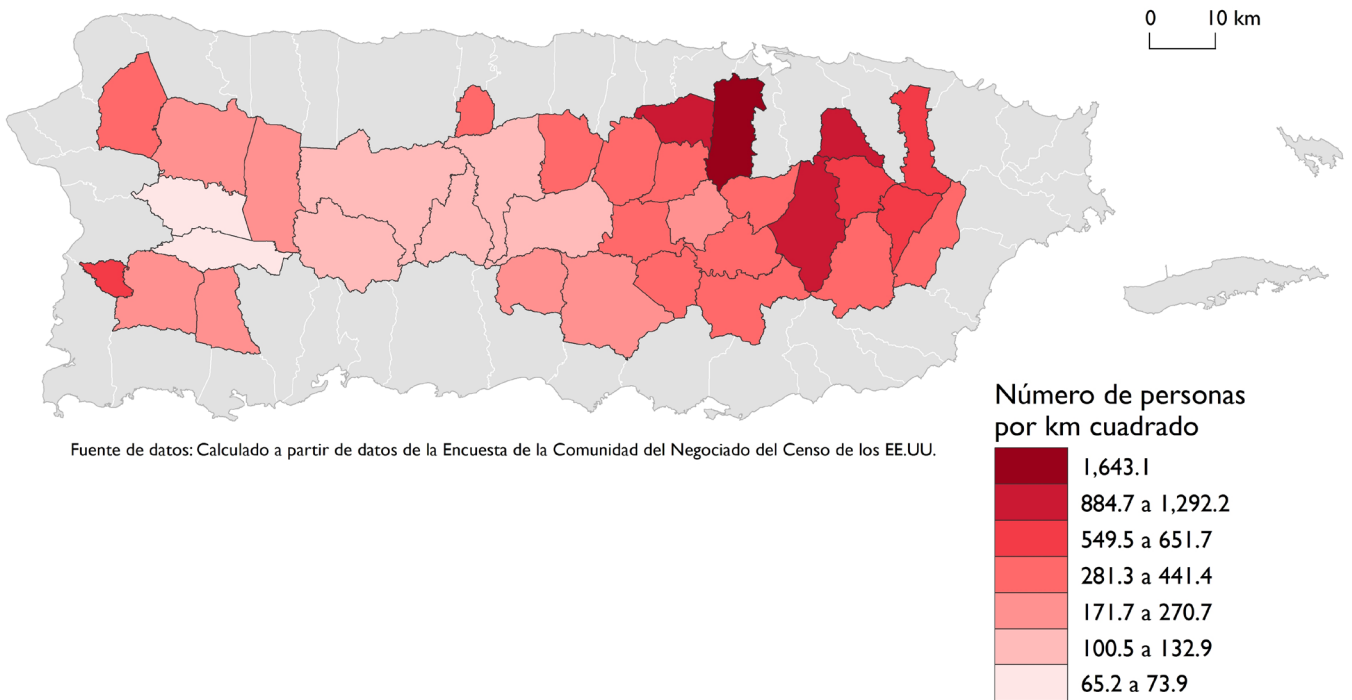 0 10 km
Fuente de datos: Calculado a partir de datos de la Encuesta de la Comunidad del Negociado del Censo de los EE.UU.
Número de personas
por km cuadrado
1,643.1
884.7 a 1,292.2
549.5 a 651.7
281.3 a 441.4
171.7 a 270.7
100.5 a 132.9
65.2 a 73.9